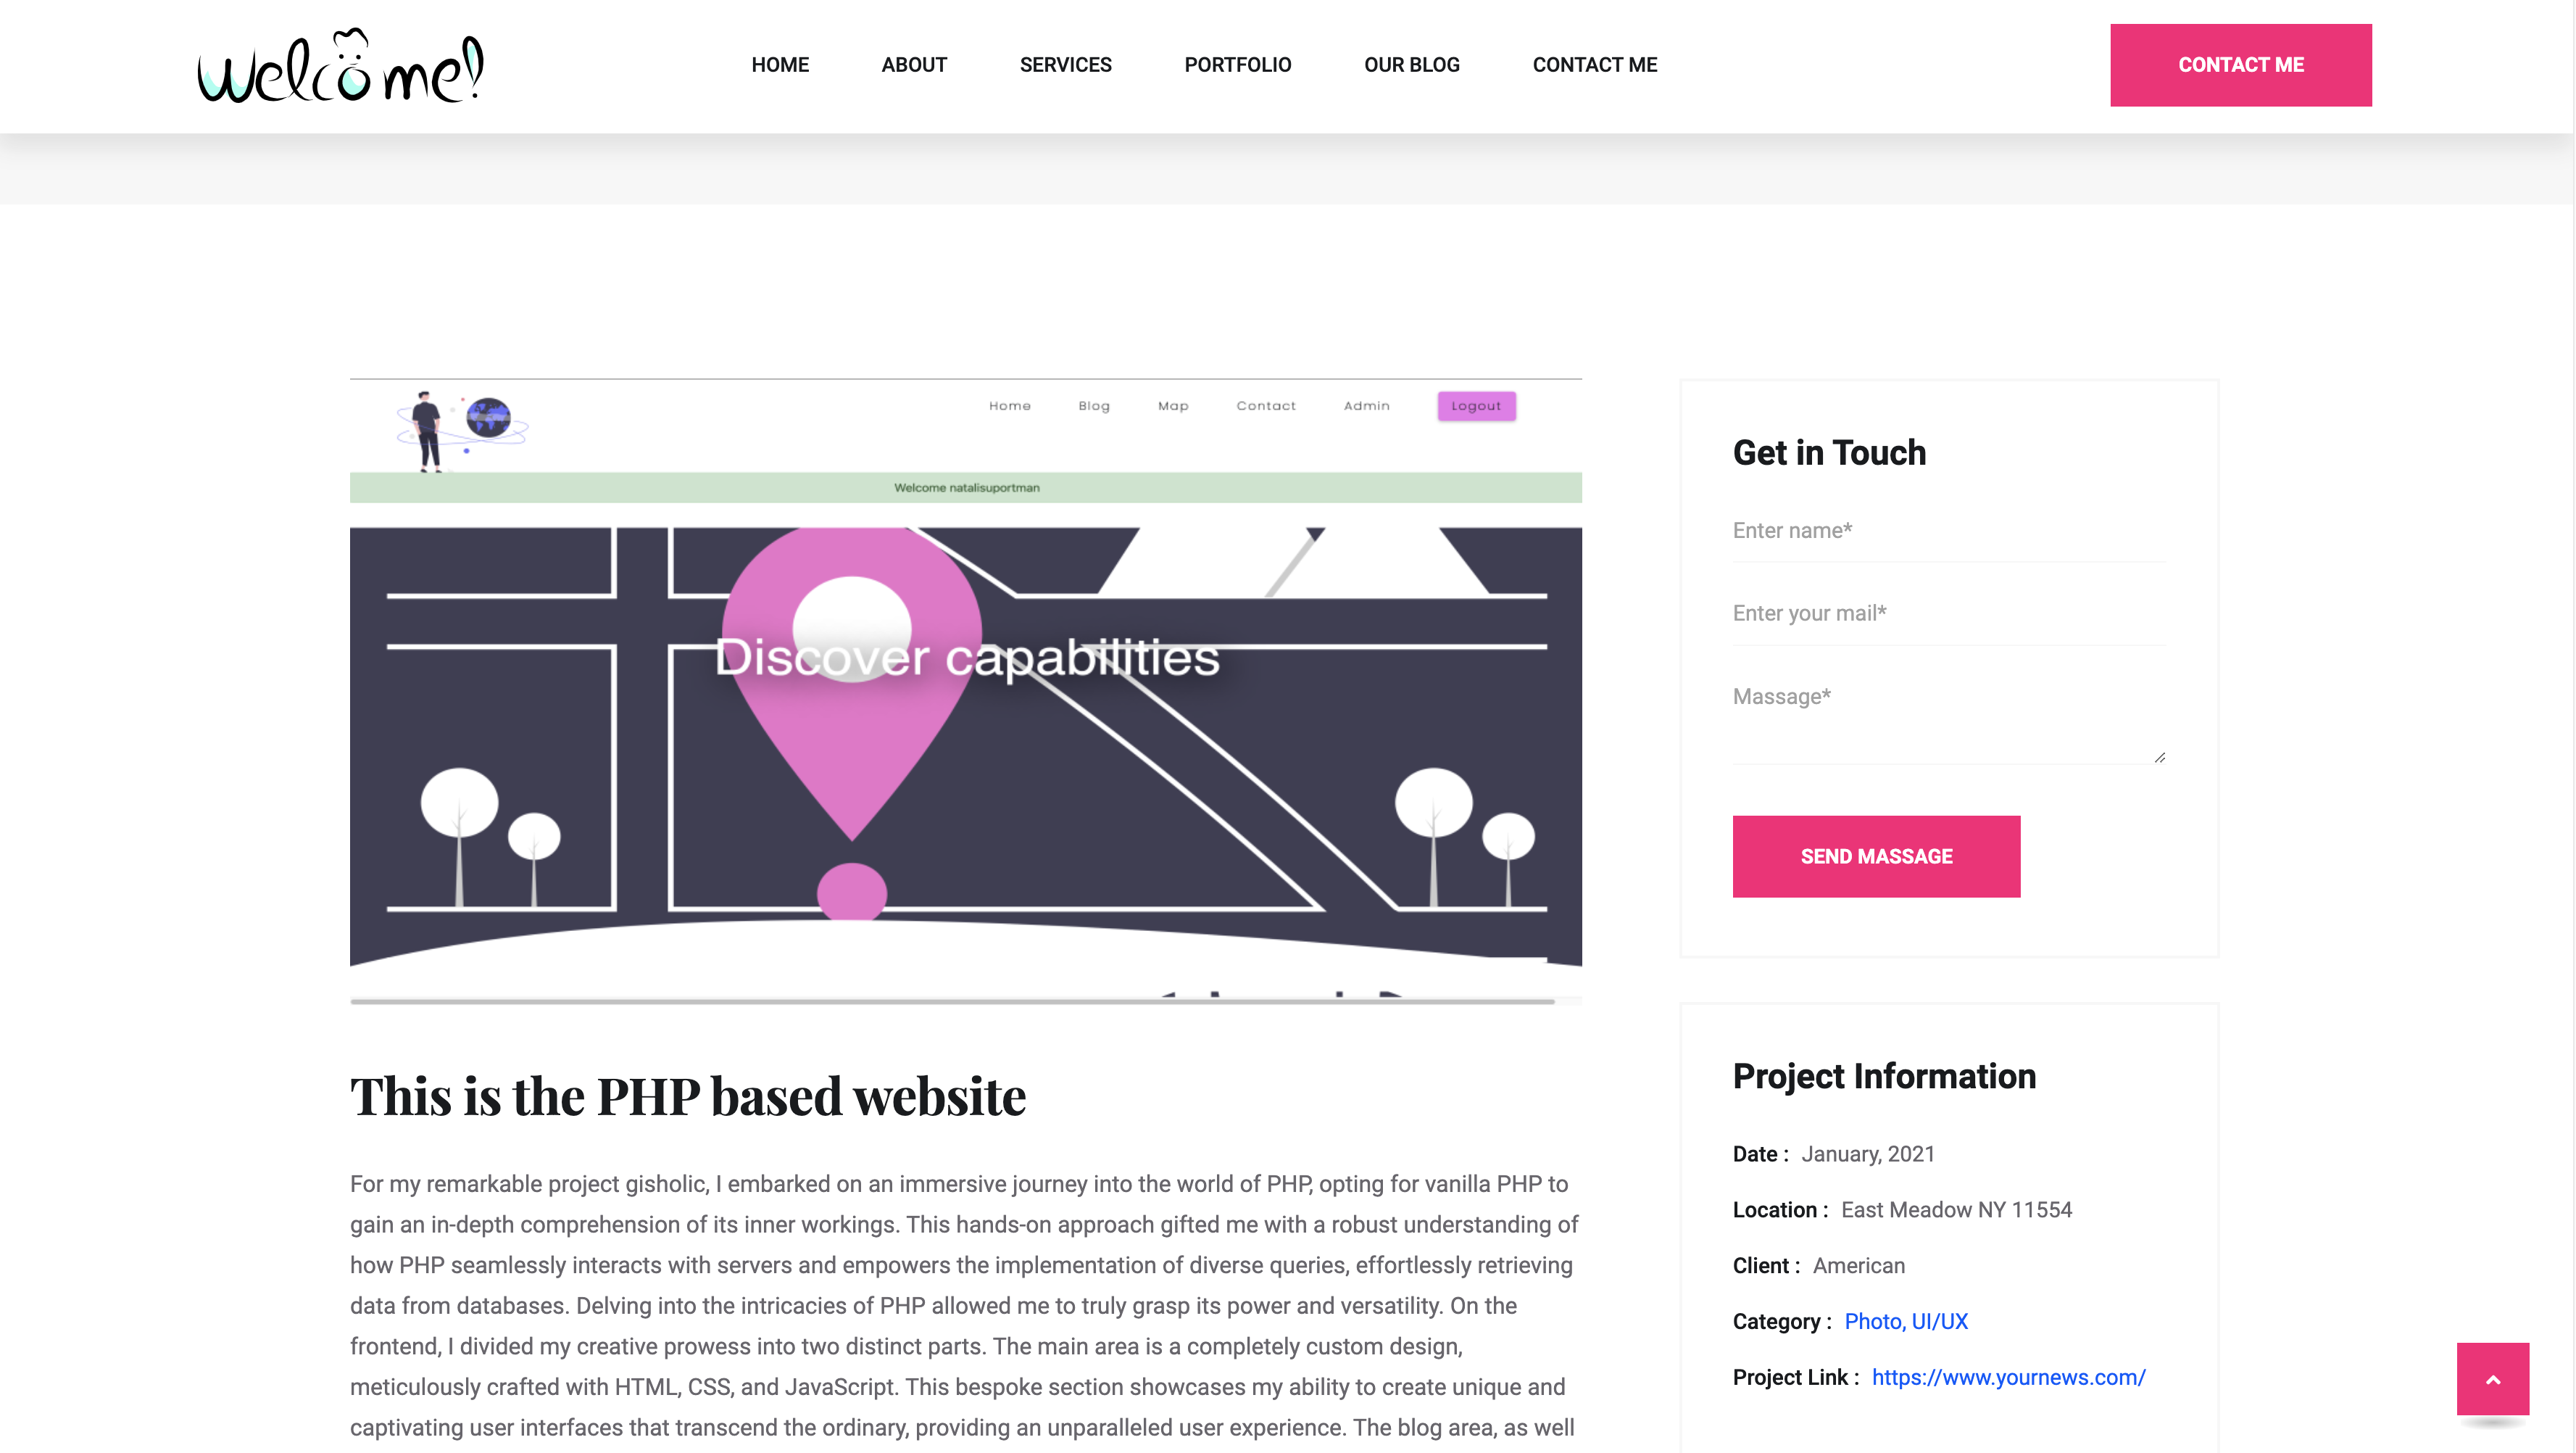 welcome!
HOME ABOUT SERVICES PORTFOLIO OUR BLOG CONTACT ME
CONTACT ME
Home Blog Map Contact Admin Logout
Welcome natalisuportman
Discover capabilities
This is the PHP based website
For my remarkable project gisholic, I embarked on an immersive journey into the world of PHP, opting for vanilla PHP to
gain an in-depth comprehension of its inner workings. This hands-on approach gifted me with a robust understanding of
how PHP seamlessly interacts with servers and empowers the implementation of diverse queries, effortlessly retrieving
data from databases. Delving into the intricacies of PHP allowed me to truly grasp its power and versatility. On the
frontend, I divided my creative prowess into two distinct parts. The main area is a completely custom design,
meticulously crafted with HTML, CSS, and JavaScript. This bespoke section showcases my ability to create unique and
captivating user interfaces that transcend the ordinary, providing an unparalleled user experience. The blog area, as well
Get in Touch
Enter name*
Enter your mail*
Massage*
SEND MASSAGE
Project Information
Date : January, 2021
Location : East Meadow NY 11554
Client : American
Category : Photo, UI/UX
Project Link : https://www.yournews.com/